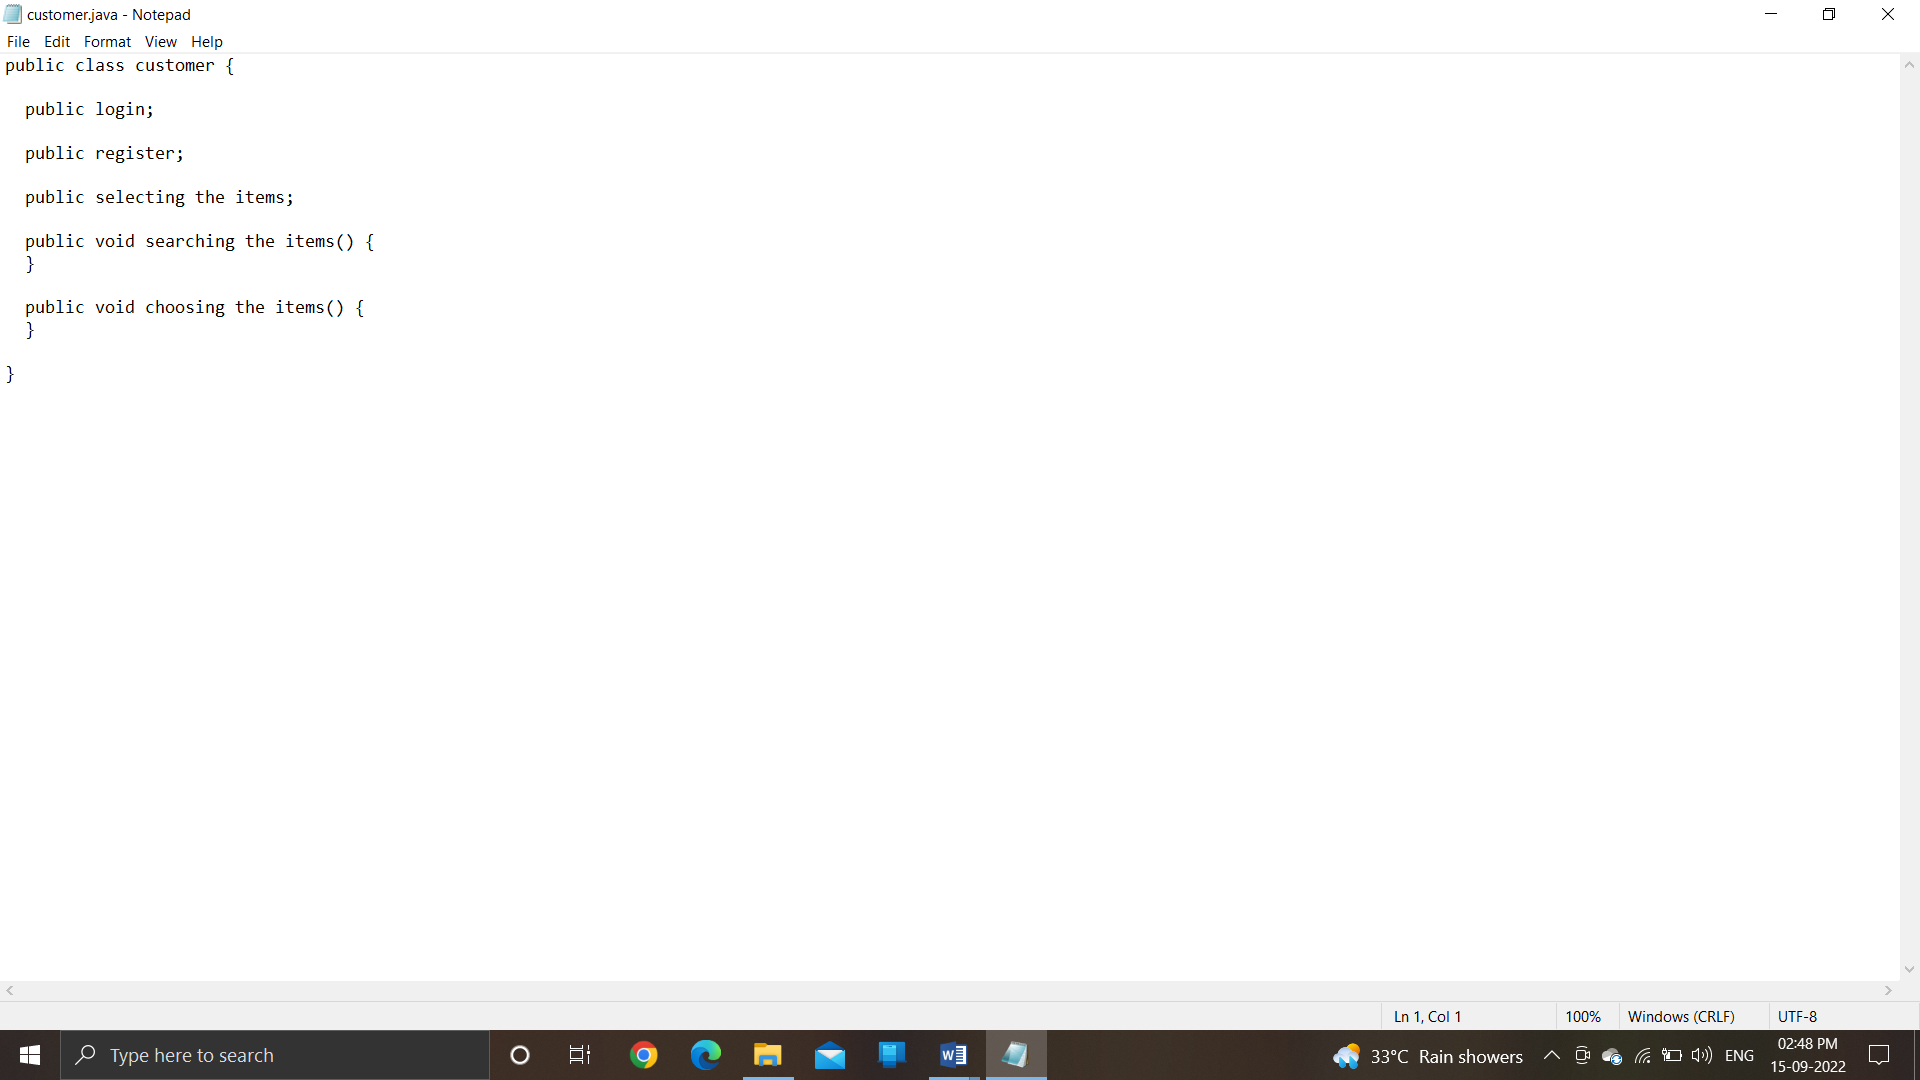 customer.java - Notepad
File Edit Format View Help
public class customer {
  public login;
  public register;
  public selecting the items;
  public void searching the items() {
  }
  public void choosing the items() {
  }
}
Ln 1, Col 1 100% Windows (CRLF) UTF-8
Type here to search
33°C Rain showers
ENG
02:48 PM
15-09-2022